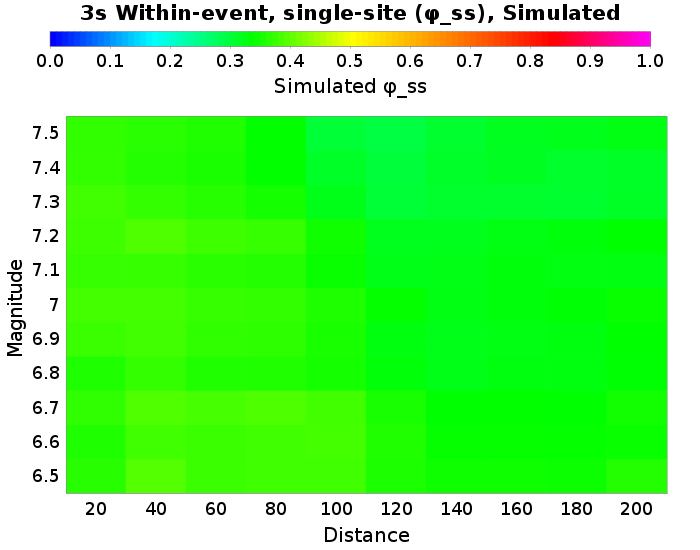 3s Within-event, single-site (φ_ss), Simulated
0.0 0.1 0.2 0.3 0.4 0.5 0.6 0.7 0.8 0.9 1.0
Simulated φ_ss
7.5
7.4
7.3
7.2
7.1
7
6.9
6.8
6.7
6.6
6.5
Magnitude
20 40 60 80 100 120 140 160 180 200
Distance